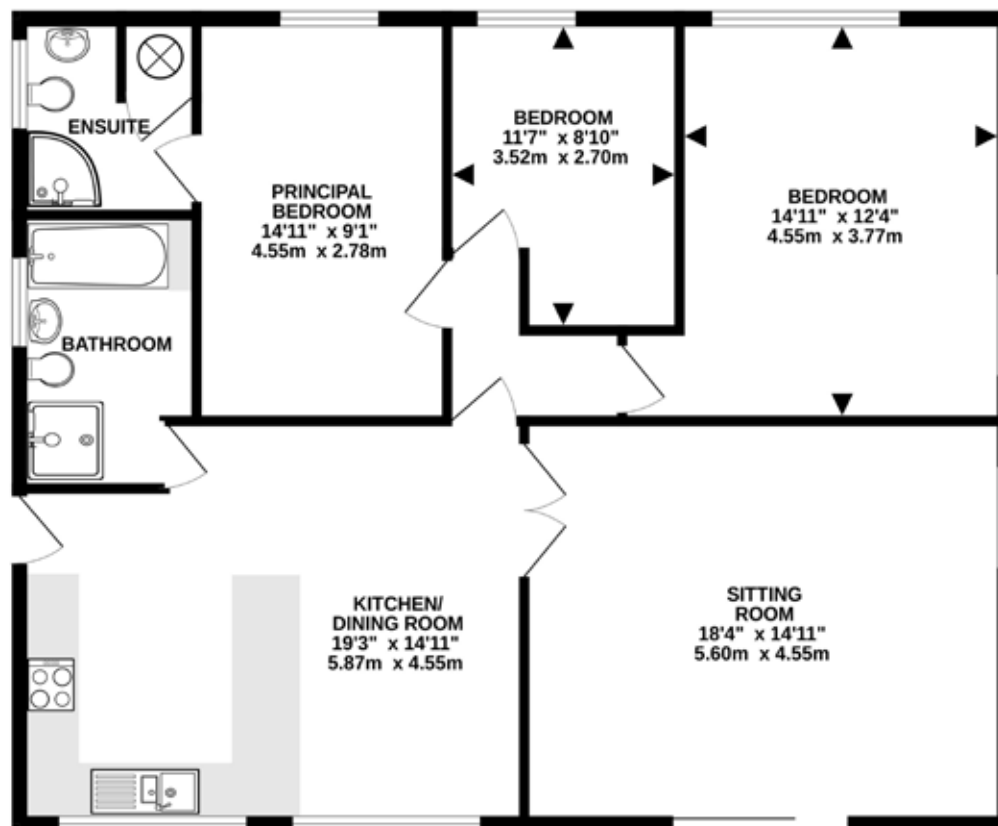 ENSUITE
PRINCIPAL
BEDROOM
14'11" x 9'1"
4.55m x 2.78m
BEDROOM
11'7" x 8'10"
3.52m x 2.70m
BEDROOM
14'11" x 12'4"
4.55m x 3.77m
BATHROOM
KITCHEN/
DINING ROOM
19'3" x 14'11"
5.87m x 4.55m
SITTING
ROOM
18'4" x 14'11"
5.60m x 4.55m